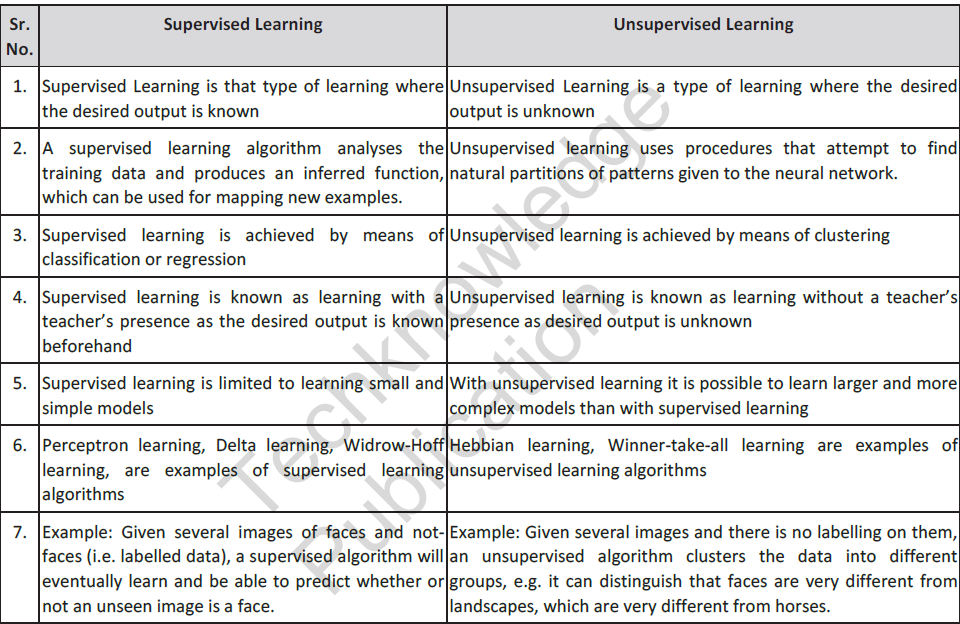 Sr. No.
Supervised Learning
Unsupervised Learning
1.
Supervised Learning is that type of learning where
the desired output is known
Unsupervised Learning is a type of learning where the desired
output is unknown
2.
A supervised learning algorithm analyses the
training data and produces an inferred function,
which can be used for mapping new examples.
Unsupervised learning uses procedures that attempt to find
natural partitions of patterns given to the neural network.
3.
Supervised learning is achieved by means of
classification or regression
Unsupervised learning is achieved by means of clustering
4.
Supervised learning is known as learning with a
teacher’s presence as the desired output is known
beforehand
Unsupervised learning is known as learning without a teacher’s
presence as desired output is unknown
5.
Supervised learning is limited to learning small and
simple models
With unsupervised learning it is possible to learn larger and more
complex models than with supervised learning
6.
Perceptron learning, Delta learning, Widrow-Hoff
learning, are examples of supervised learning
algorithms
Hebbian learning, Winner-take-all learning are examples of
unsupervised learning algorithms
7.
Example: Given several images of faces and not-
faces (i.e. labelled data), a supervised algorithm will
eventually learn and be able to predict whether or
not an unseen image is a face.
Example: Given several images and there is no labelling on them,
an unsupervised algorithm clusters the data into different
groups, e.g. it can distinguish that faces are very different from
landscapes, which are very different from horses.
Techknowledge
Publication